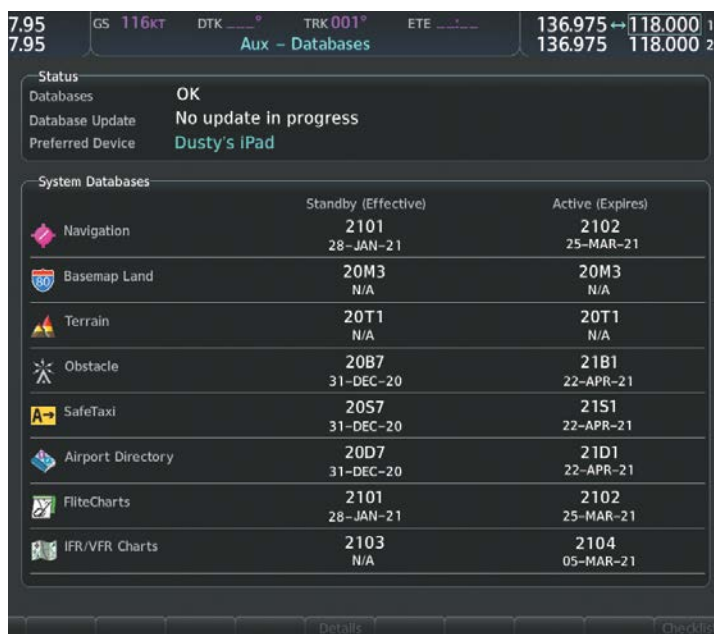 7.95 GS 116KT DTK ___° TRK 001° ETE __:__ 136.975↔118.000 1
7.95 Aux – Databases 136.975 118.000 2
Status
Databases OK
Database Update No update in progress
Preferred Device Dusty's iPad
System Databases
Standby (Effective) Active (Expires)
Navigation 2101 2102
28-JAN-21 25-MAR-21
80
Basemap Land 20M3 20M3
N/A N/A
Terrain 20T1 20T1
N/A N/A
Obstacle 20B7 21B1
31-DEC-20 22-APR-21
A→ SafeTaxi 20S7 21S1
31-DEC-20 22-APR-21
Airport Directory 20D7 21D1
31-DEC-20 22-APR-21
FliteCharts 2101 2102
28-JAN-21 25-MAR-21
IFR/VFR Charts 2103 2104
N/A 05-MAR-21
Details Checklis